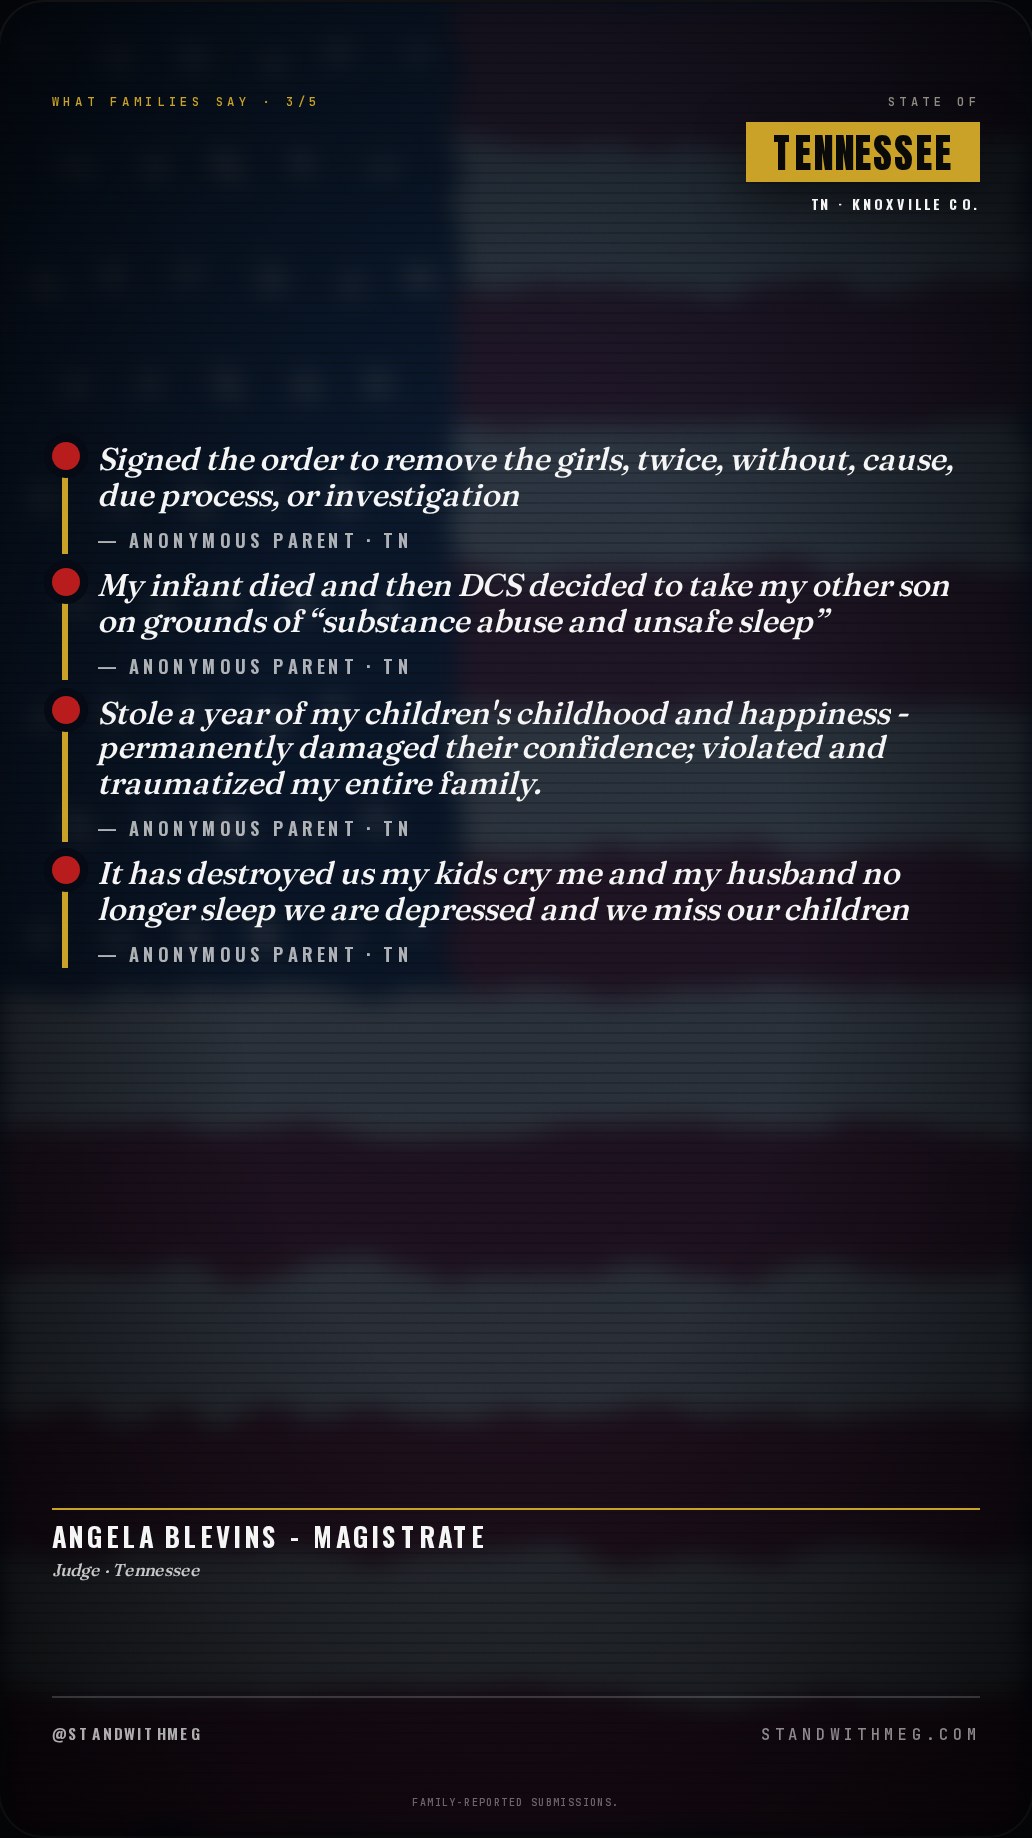 WHAT FAMILIES SAY · 3/5
STATE OF
TENNESSEE
TN · KNOXVILLE CO.
Signed the order to remove the girls, twice, without, cause,
due process, or investigation
— ANONYMOUS PARENT · TN
My infant died and then DCS decided to take my other son
on grounds of “substance abuse and unsafe sleep”
— ANONYMOUS PARENT · TN
Stole a year of my children's childhood and happiness -
permanently damaged their confidence; violated and
traumatized my entire family.
— ANONYMOUS PARENT · TN
It has destroyed us my kids cry me and my husband no
longer sleep we are depressed and we miss our children
— ANONYMOUS PARENT · TN
ANGELA BLEVINS - MAGISTRATE
Judge · Tennessee
@STANDWITHMEG
STANDWITHMEG.COM
FAMILY-REPORTED SUBMISSIONS.